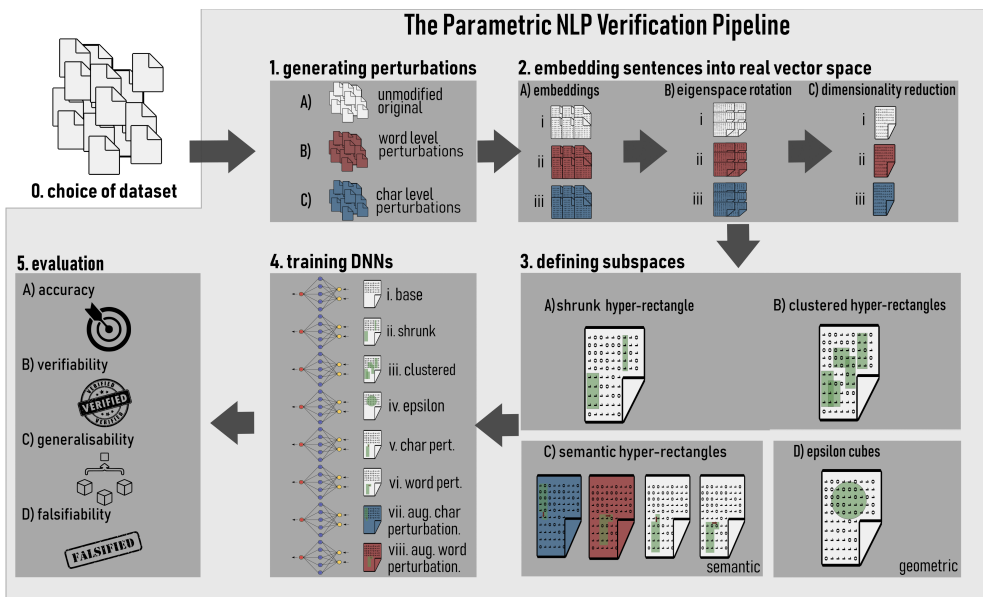 The Parametric NLP Verification Pipeline
0. choice of dataset
1. generating perturbations
A) unmodified
original
B) word level
perturbations
C) char level
perturbations
2. embedding sentences into real vector space
A) embeddings
i
ii
iii
B) eigenspace rotation
i
ii
iii
C) dimensionality reduction
i
ii
iii
3. defining subspaces
A) shrunk hyper-rectangle
B) clustered hyper-rectangles
C) semantic hyper-rectangles
semantic
D) epsilon cubes
geometric
4. training DNNs
i. base
ii. shrunk
iii. clustered
iv. epsilon
v. char pert.
vi. word pert.
vii. aug. char
perturbation.
viii. aug. word
perturbation.
5. evaluation
A) accuracy
B) verifiability
VERIFIED
VERIFIED
VERIFIED
C) generalisability
D) falsifiability
FALSIFIED